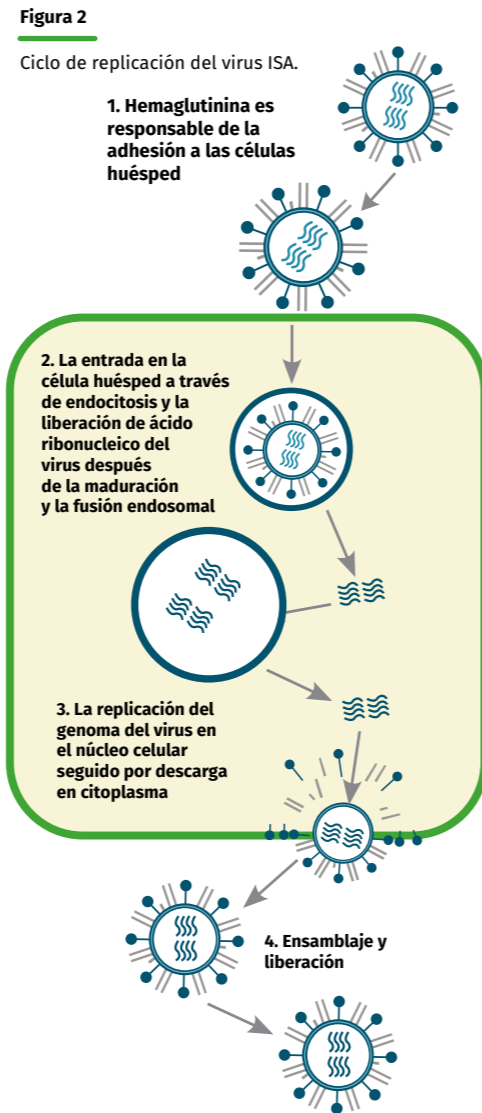 Figura 2
Ciclo de replicación del virus ISA.
1. Hemaglutinina es
responsable de la
adhesión a las células
huésped
2. La entrada en la
célula huésped a través
de endocitosis y la
liberación de ácido
ribonucleico del
virus después
de la maduración
y la fusión endosomal
3. La replicación del
genoma del virus en
el núcleo celular
seguido por descarga
en citoplasma
4. Ensamblaje y
liberación